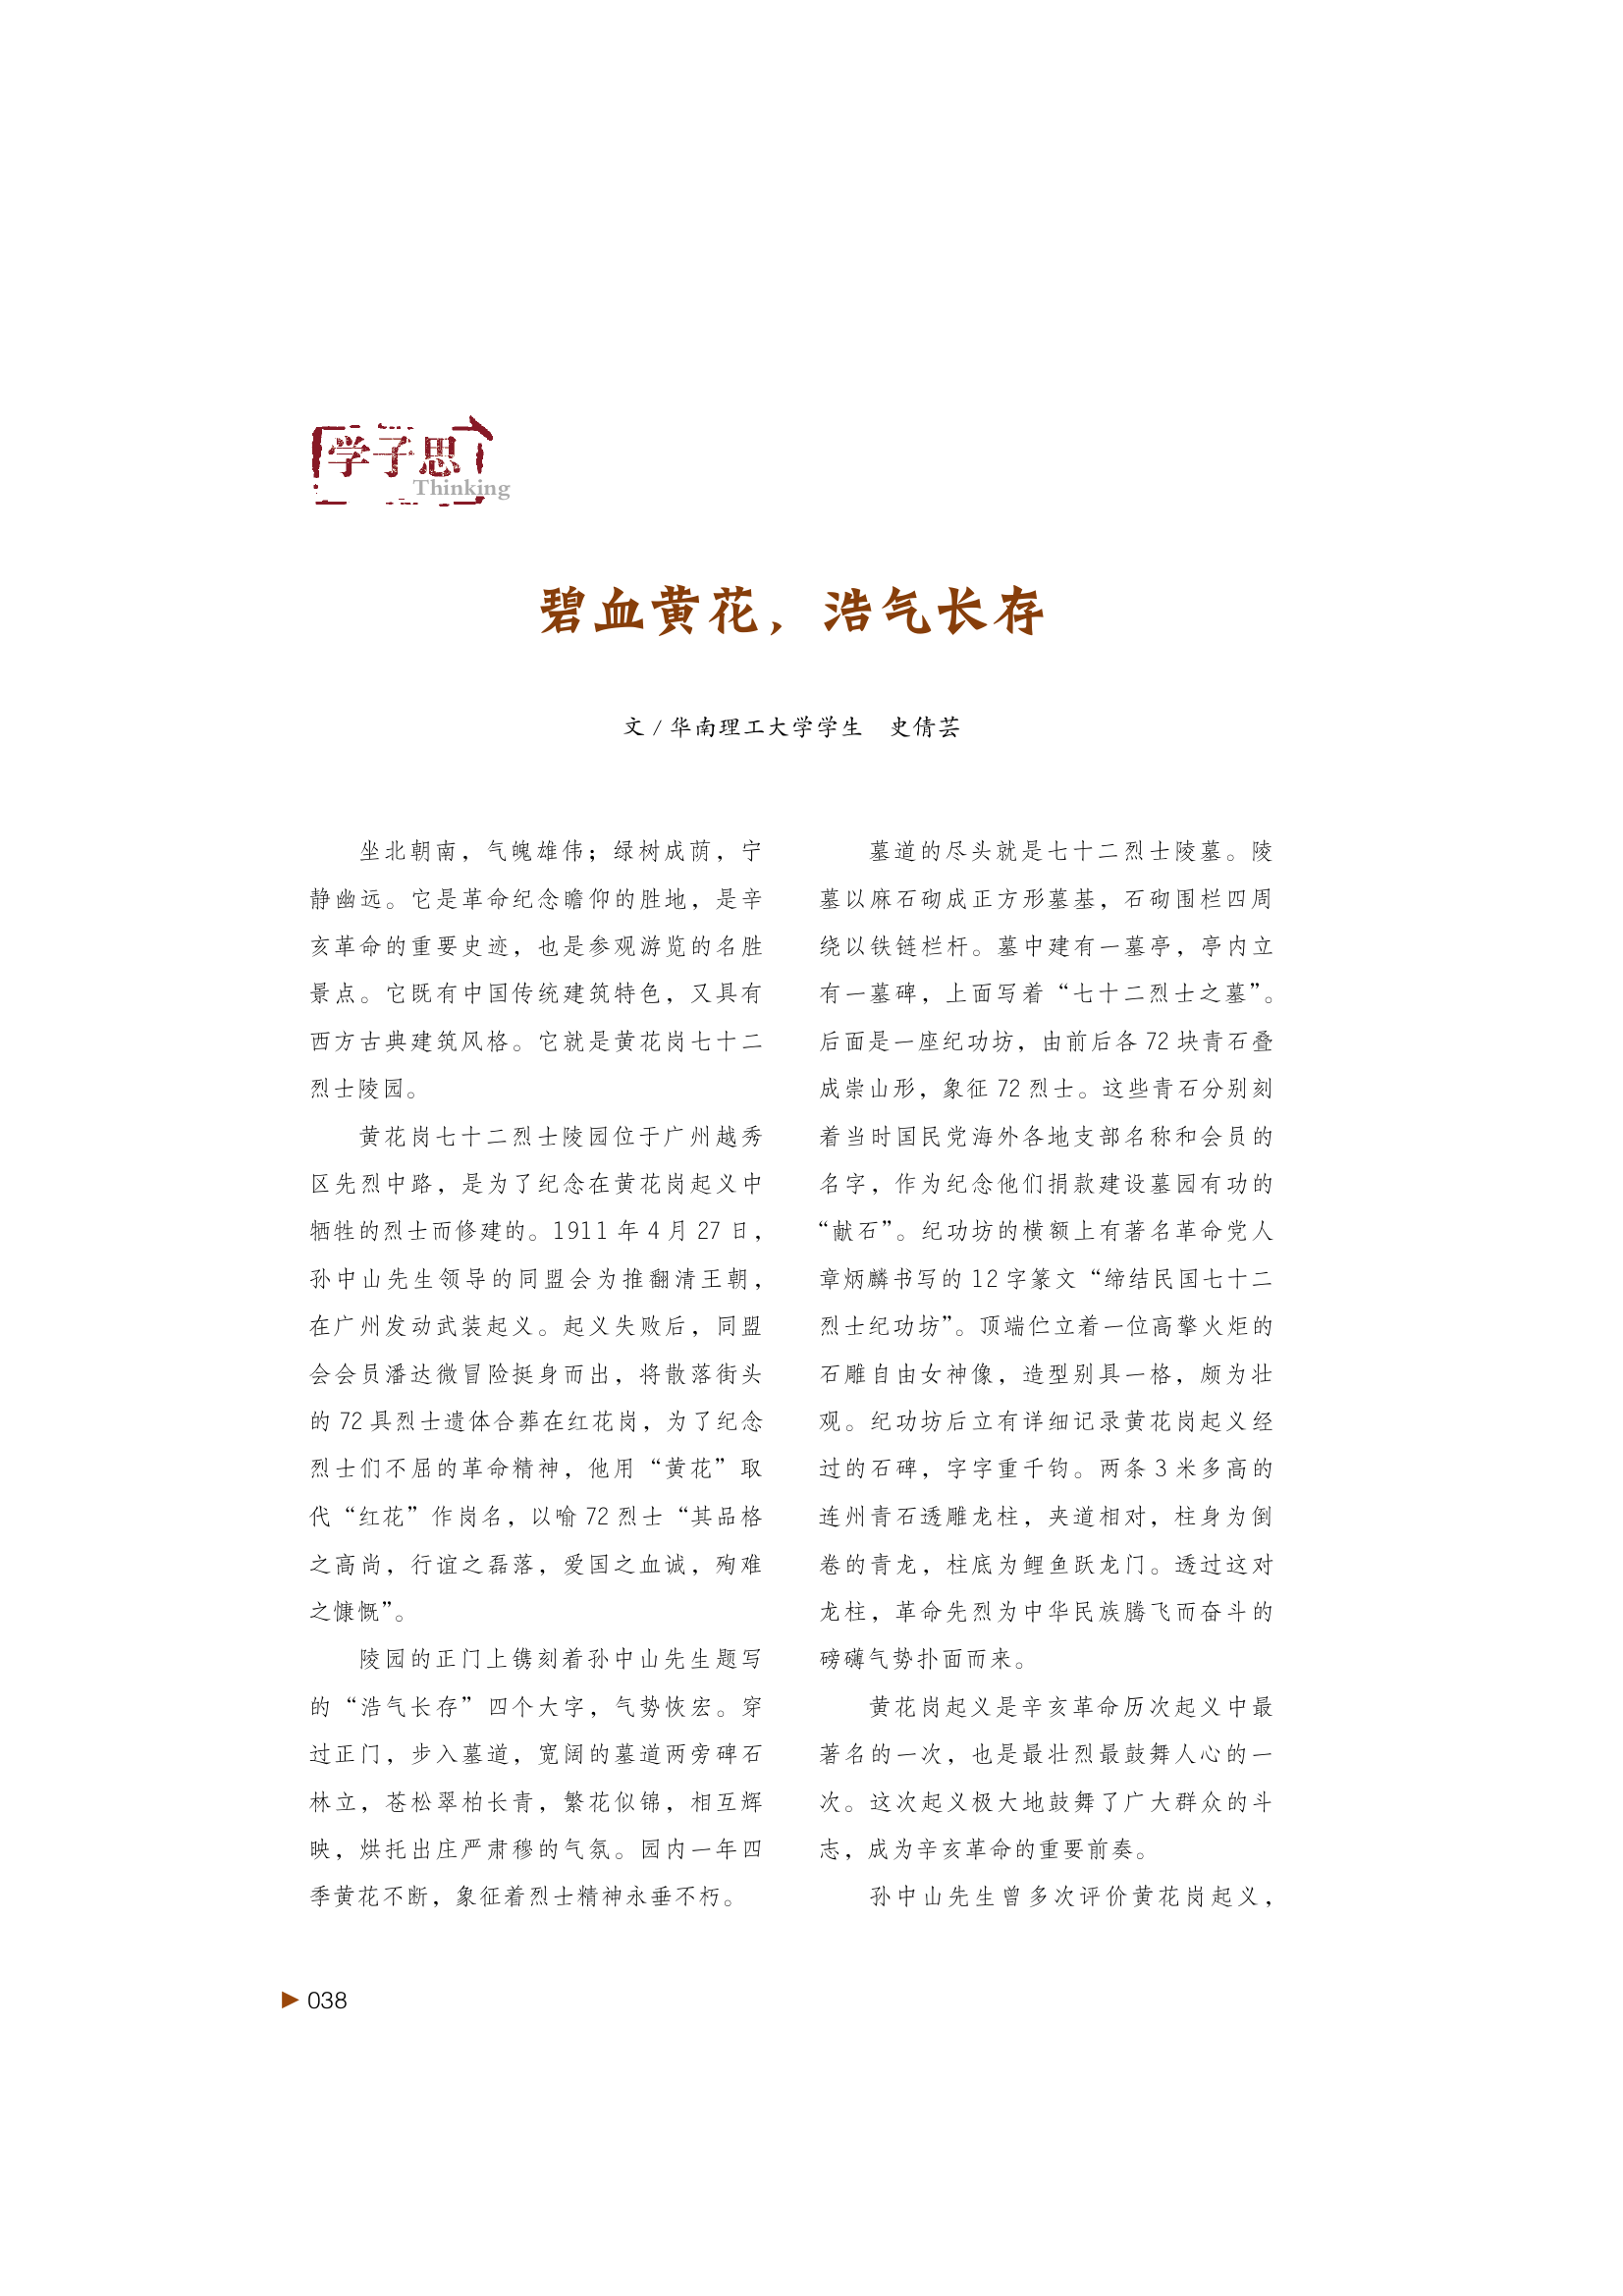 学子思
Thinking
碧血黄花，浩气长存
文 / 华南理工大学学生　史倩芸
坐北朝南，气魄雄伟；绿树成荫，宁
静幽远。它是革命纪念瞻仰的胜地，是辛
亥革命的重要史迹，也是参观游览的名胜
景点。它既有中国传统建筑特色，又具有
西方古典建筑风格。它就是黄花岗七十二
烈士陵园。
黄花岗七十二烈士陵园位于广州越秀
区先烈中路，是为了纪念在黄花岗起义中
牺牲的烈士而修建的。1911 年 4 月 27 日，
孙中山先生领导的同盟会为推翻清王朝，
在广州发动武装起义。起义失败后，同盟
会会员潘达微冒险挺身而出，将散落街头
的 72 具烈士遗体合葬在红花岗，为了纪念
烈士们不屈的革命精神，他用“黄花”取
代“红花”作岗名，以喻 72 烈士“其品格
之高尚，行谊之磊落，爱国之血诚，殉难
之慷慨”。
陵园的正门上镌刻着孙中山先生题写
的“浩气长存”四个大字，气势恢宏。穿
过正门，步入墓道，宽阔的墓道两旁碑石
林立，苍松翠柏长青，繁花似锦，相互辉
映，烘托出庄严肃穆的气氛。园内一年四
季黄花不断，象征着烈士精神永垂不朽。
墓道的尽头就是七十二烈士陵墓。陵
墓以麻石砌成正方形墓基，石砌围栏四周
绕以铁链栏杆。墓中建有一墓亭，亭内立
有一墓碑，上面写着“七十二烈士之墓”。
后面是一座纪功坊，由前后各 72 块青石叠
成崇山形，象征 72 烈士。这些青石分别刻
着当时国民党海外各地支部名称和会员的
名字，作为纪念他们捐款建设墓园有功的
“献石”。纪功坊的横额上有著名革命党人
章炳麟书写的 12 字篆文“缔结民国七十二
烈士纪功坊”。顶端伫立着一位高擎火炬的
石雕自由女神像，造型别具一格，颇为壮
观。纪功坊后立有详细记录黄花岗起义经
过的石碑，字字重千钧。两条 3 米多高的
连州青石透雕龙柱，夹道相对，柱身为倒
卷的青龙，柱底为鲤鱼跃龙门。透过这对
龙柱，革命先烈为中华民族腾飞而奋斗的
磅礴气势扑面而来。
黄花岗起义是辛亥革命历次起义中最
著名的一次，也是最壮烈最鼓舞人心的一
次。这次起义极大地鼓舞了广大群众的斗
志，成为辛亥革命的重要前奏。
孙中山先生曾多次评价黄花岗起义，
038